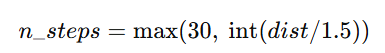 n_steps = max(30, int(dist/1.5))